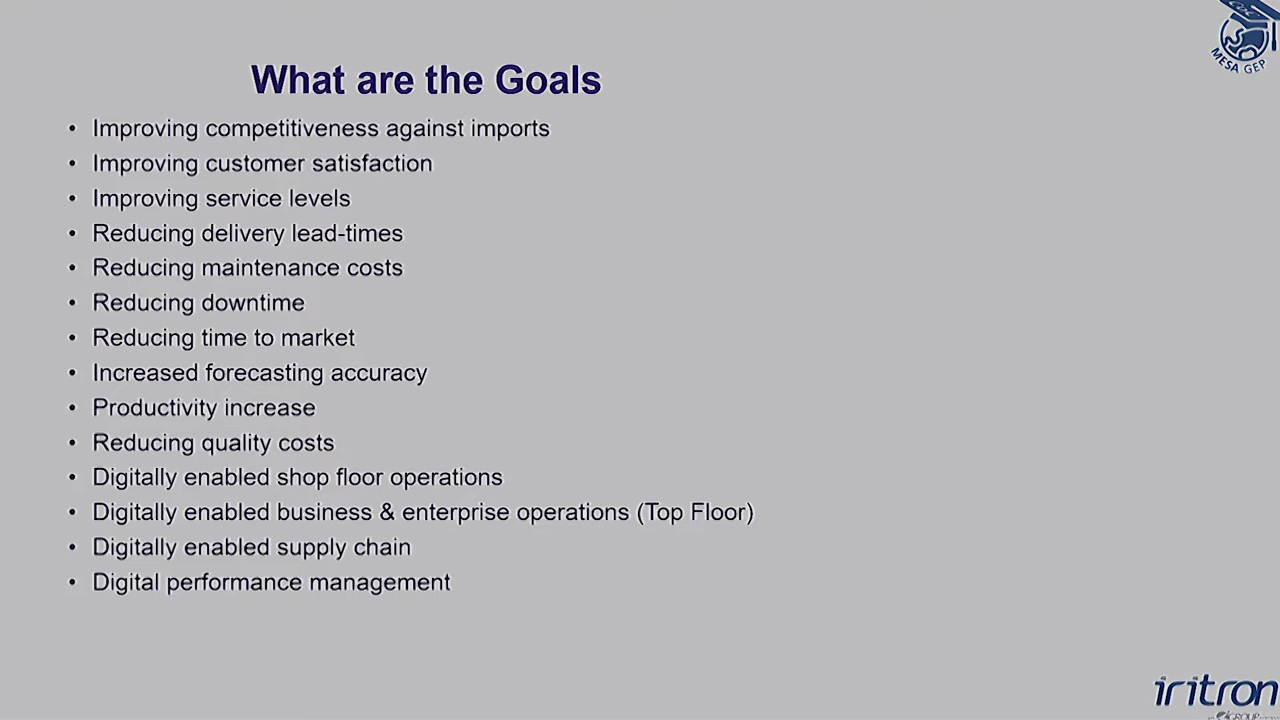 What are the Goals
• Improving competitiveness against imports
• Improving customer satisfaction
• Improving service levels
• Reducing delivery lead-times
• Reducing maintenance costs
• Reducing downtime
• Reducing time to market
• Increased forecasting accuracy
• Productivity increase
• Reducing quality costs
• Digitally enabled shop floor operations
• Digitally enabled business & enterprise operations (Top Floor)
• Digitally enabled supply chain
• Digital performance management
MESA GEP
iritron
GROUP